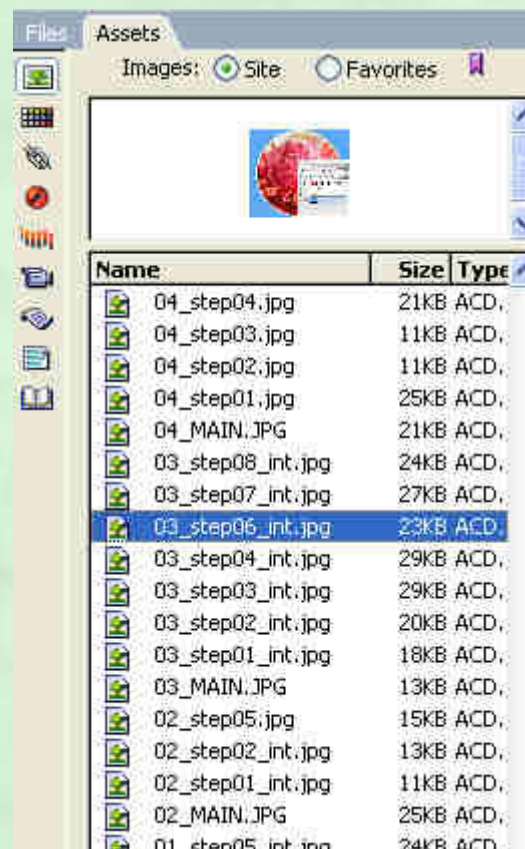 Files Assets
Images: Site Favorites
Name Size Type
04_step04.jpg 21KB ACD.
04_step03.jpg 11KB ACD.
04_step02.jpg 11KB ACD.
04_step01.jpg 25KB ACD.
04_MAIN.JPG 21KB ACD.
03_step08_int.jpg 24KB ACD.
03_step07_int.jpg 27KB ACD.
03_step06_int.jpg 23KB ACD.
03_step04_int.jpg 29KB ACD.
03_step03_int.jpg 29KB ACD.
03_step02_int.jpg 20KB ACD.
03_step01_int.jpg 18KB ACD.
03_MAIN.JPG 13KB ACD.
02_step05.jpg 15KB ACD.
02_step02_int.jpg 13KB ACD.
02_step01_int.jpg 11KB ACD.
02_MAIN.JPG 25KB ACD.
01_step05_int.jpg 24KB ACD.